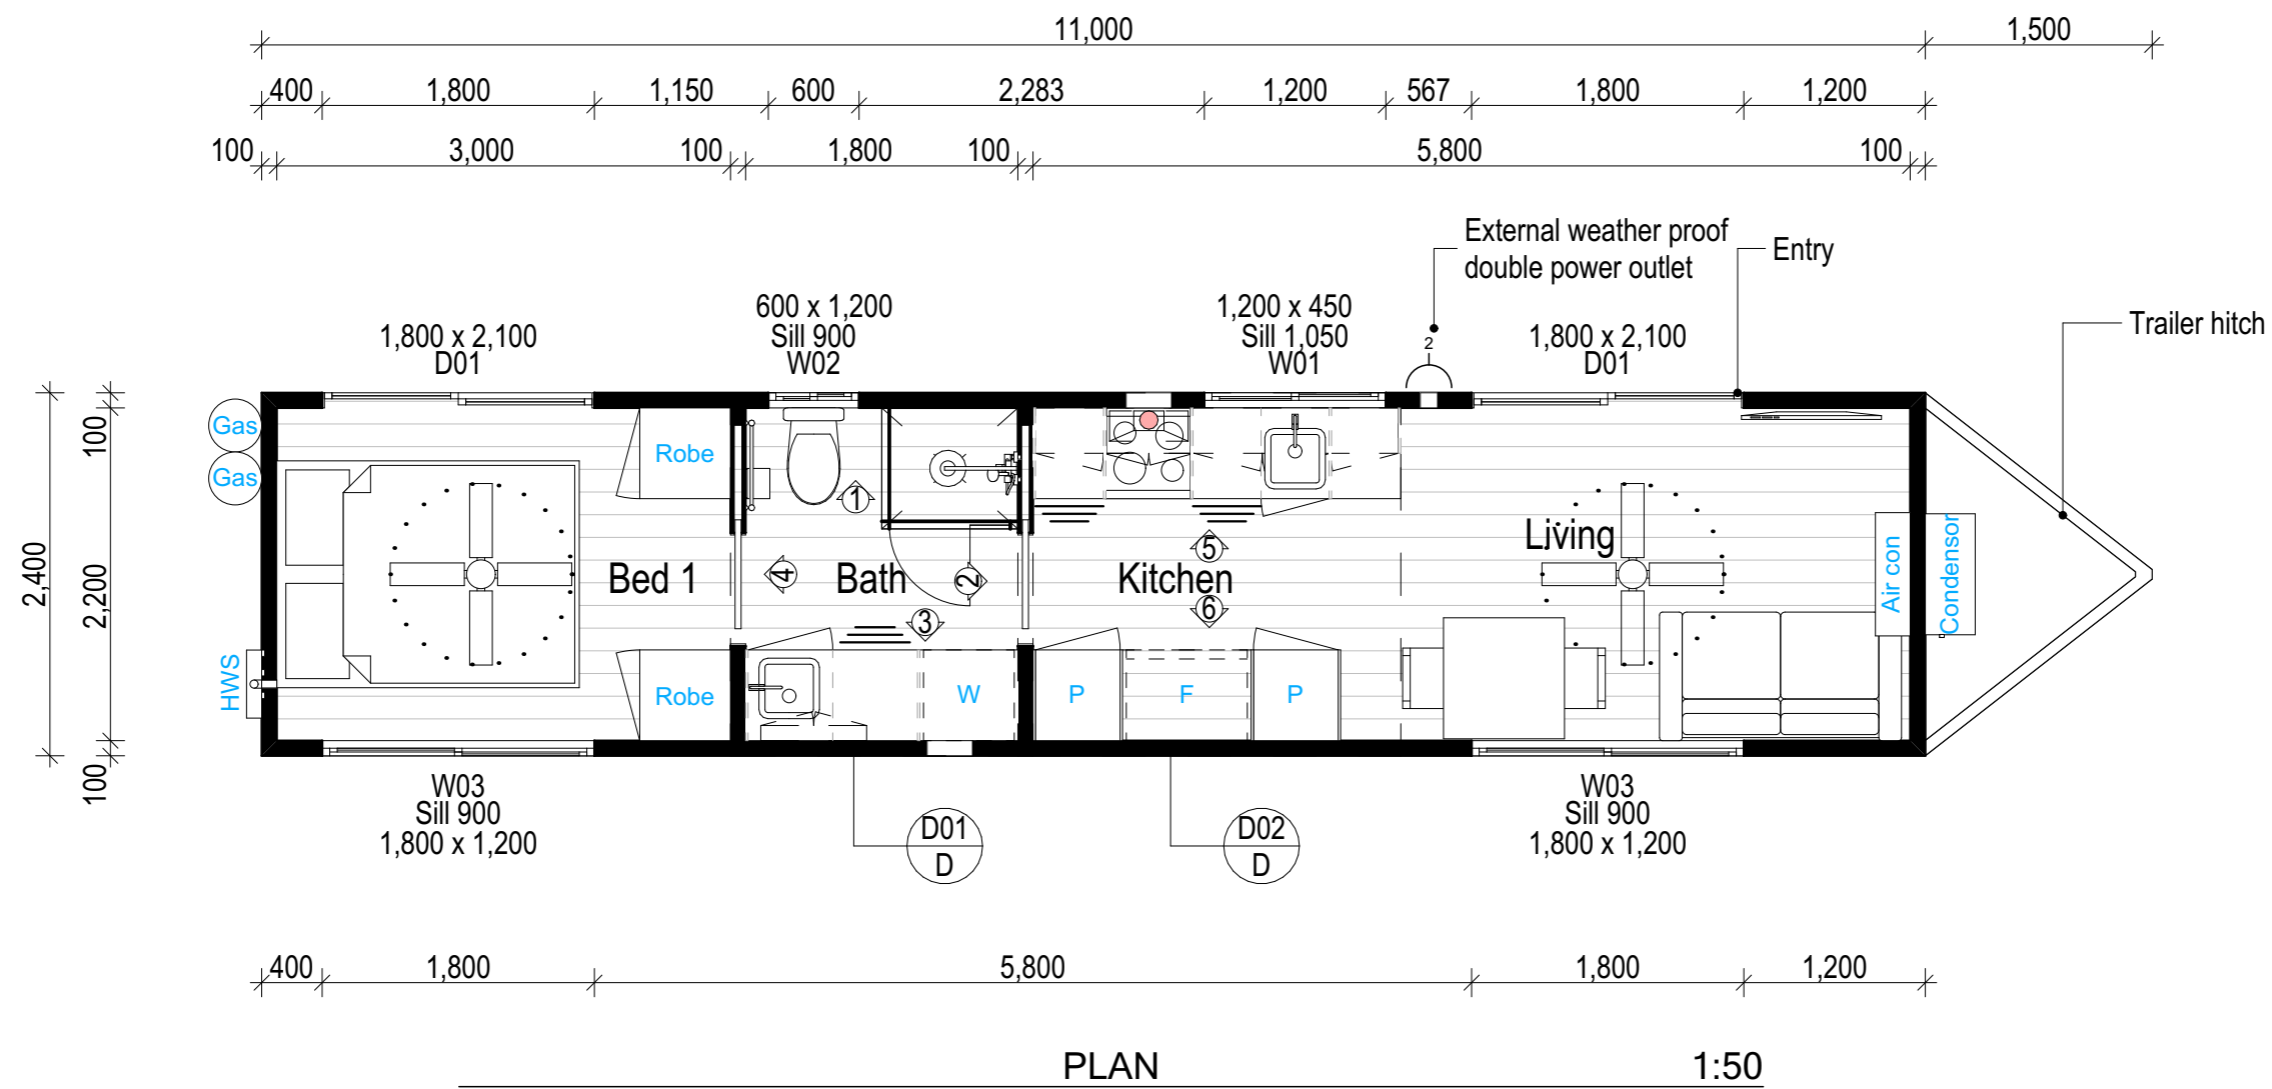 11,000
1,500
400
1,800
1,150
600
2,283
1,200
567
1,800
1,200
100
3,000
100
1,800
100
5,800
100
External weather proof
double power outlet
Entry
Trailer hitch
1,800 x 2,100
D01
600 x 1,200
Sill 900
W02
1,200 x 450
Sill 1,050
W01
2
1,800 x 2,100
D01
2,400
100
2,200
100
Gas
Gas
HWS
Robe
Robe
Bed 1
Bath
1
2
3
4
W
Kitchen
5
6
P
F
P
Living
Air con
Condensor
W03
Sill 900
1,800 x 1,200
D01
D
D02
D
W03
Sill 900
1,800 x 1,200
400
1,800
5,800
1,800
1,200
PLAN
1:50